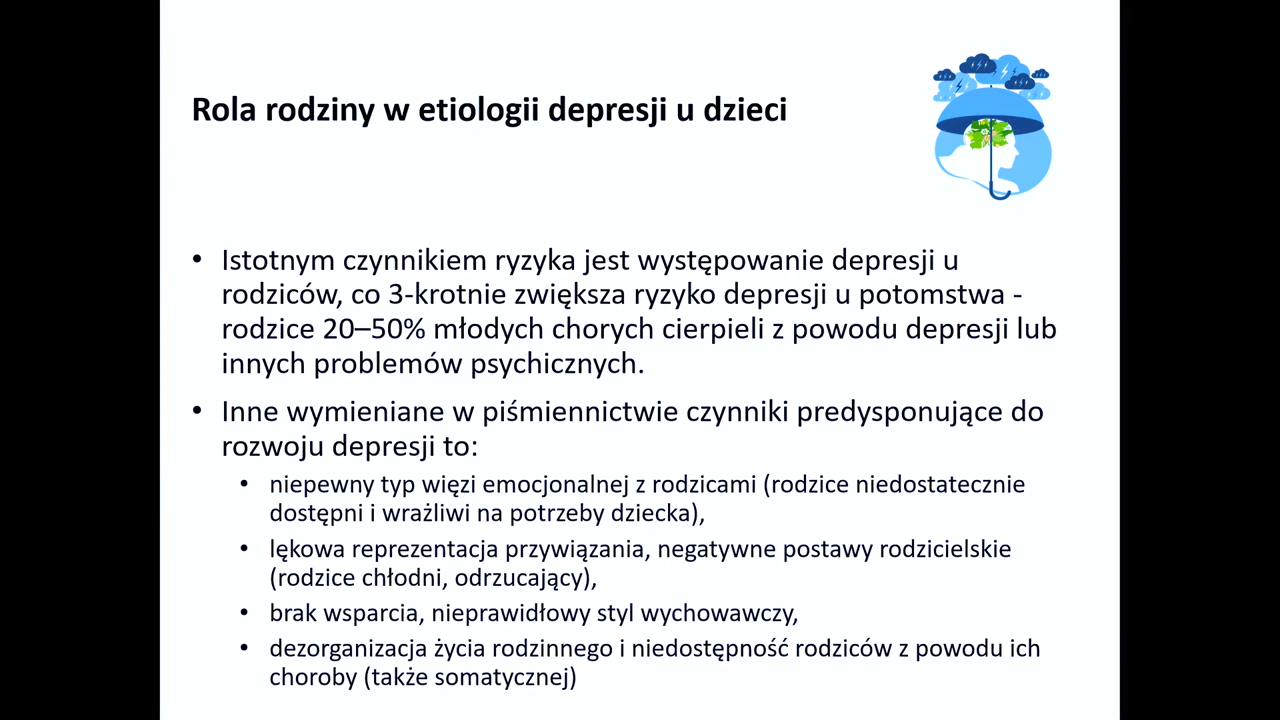 Rola rodziny w etiologii depresji u dzieci
• Istotnym czynnikiem ryzyka jest występowanie depresji u
rodziców, co 3-krotnie zwiększa ryzyko depresji u potomstwa -
rodzice 20–50% młodych chorych cierpieli z powodu depresji lub
innych problemów psychicznych.
• Inne wymieniane w piśmiennictwie czynniki predysponujące do
rozwoju depresji to:
• niepewny typ więzi emocjonalnej z rodzicami (rodzice niedostatecznie
dostępni i wrażliwi na potrzeby dziecka),
• lękowa reprezentacja przywiązania, negatywne postawy rodzicielskie
(rodzice chłodni, odrzucający),
• brak wsparcia, nieprawidłowy styl wychowawczy,
• dezorganizacja życia rodzinnego i niedostępność rodziców z powodu ich
choroby (także somatycznej)